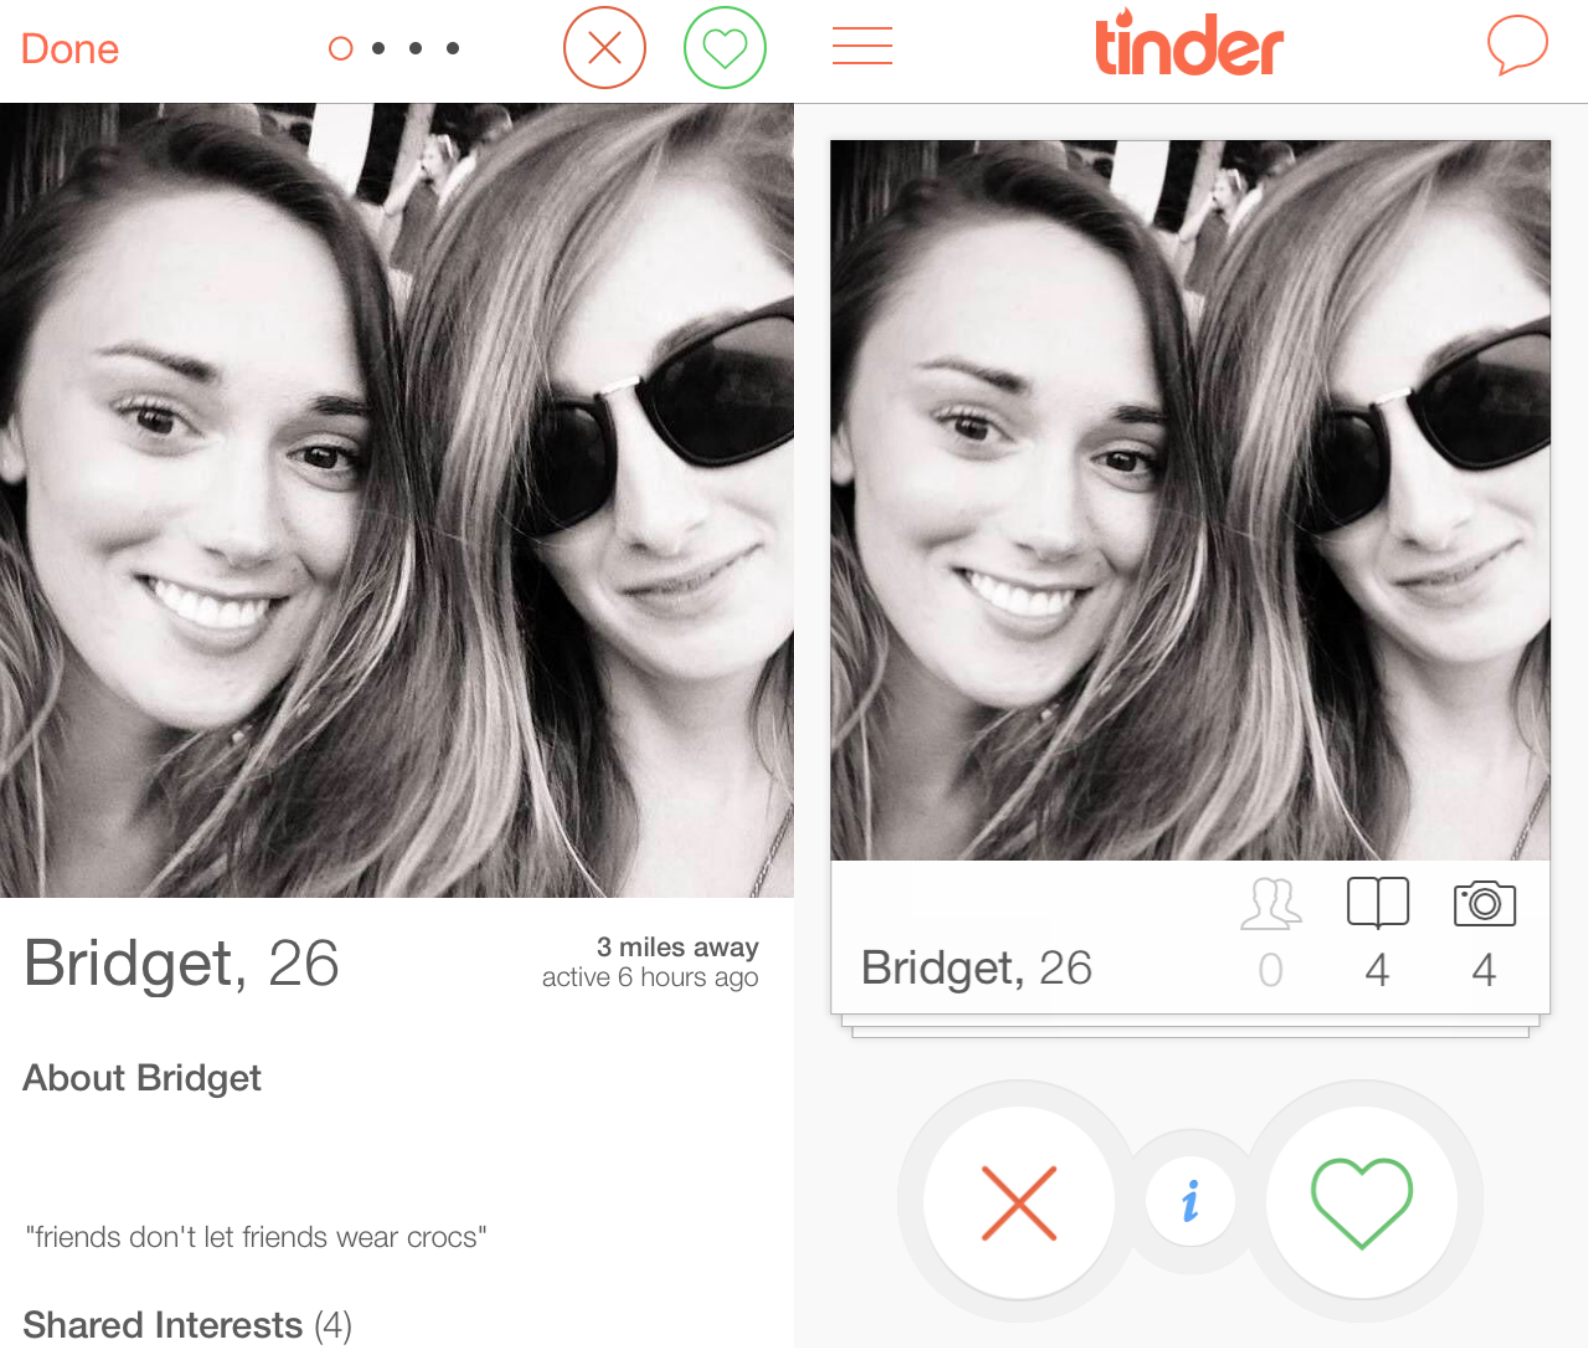 Done
Bridget, 26
3 miles away
active 6 hours ago
About Bridget
"friends don't let friends wear crocs"
Shared Interests (4)
tinder
Bridget, 26
0
4
4
i